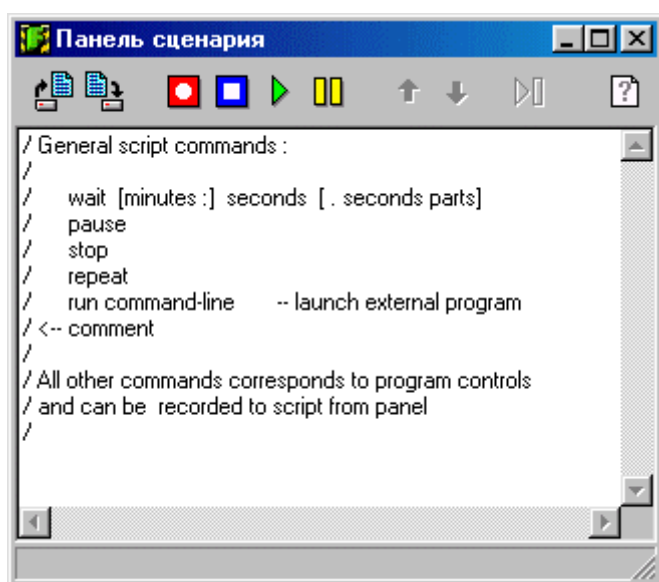 Панель сценария
/ General script commands :
/
/ wait [minutes :] seconds [ . seconds parts]
/ pause
/ stop
/ repeat
/ run command-line -- launch external program
/ <-- comment
/
/ All other commands corresponds to program controls
/ and can be recorded to script from panel
/